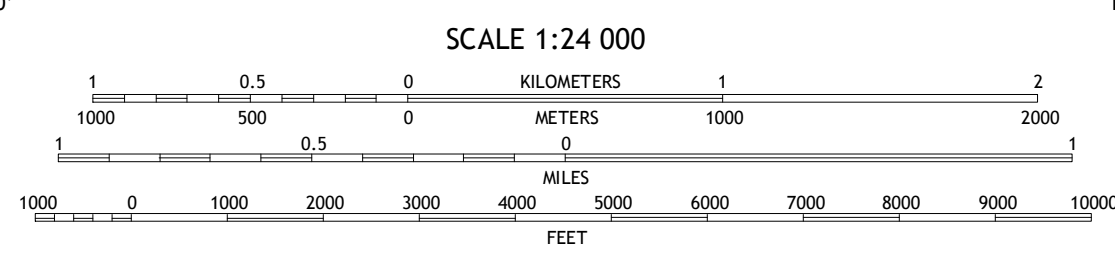 SCALE 1:24 000
1 0.5 0 KILOMETERS 1 2
1000 500 0 METERS 1000 2000
1 0.5 0 1
MILES
1000 0 1000 2000 3000 4000 5000 6000 7000 8000 9000 10000
FEET